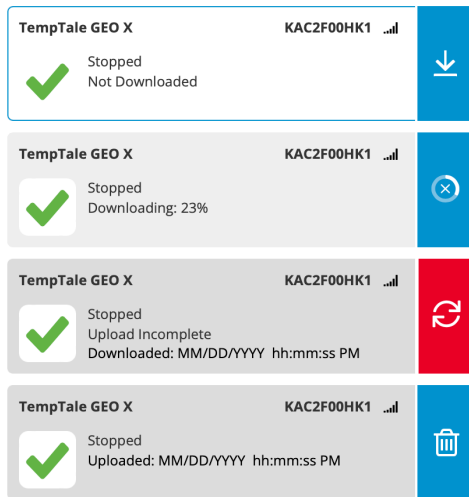 TempTale GEO X KAC2F00HK1
Stopped
Not Downloaded
TempTale GEO X KAC2F00HK1
Stopped
Downloading: 23%
TempTale GEO X KAC2F00HK1
Stopped
Upload Incomplete
Downloaded: MM/DD/YYYY hh:mm:ss PM
TempTale GEO X KAC2F00HK1
Stopped
Uploaded: MM/DD/YYYY hh:mm:ss PM